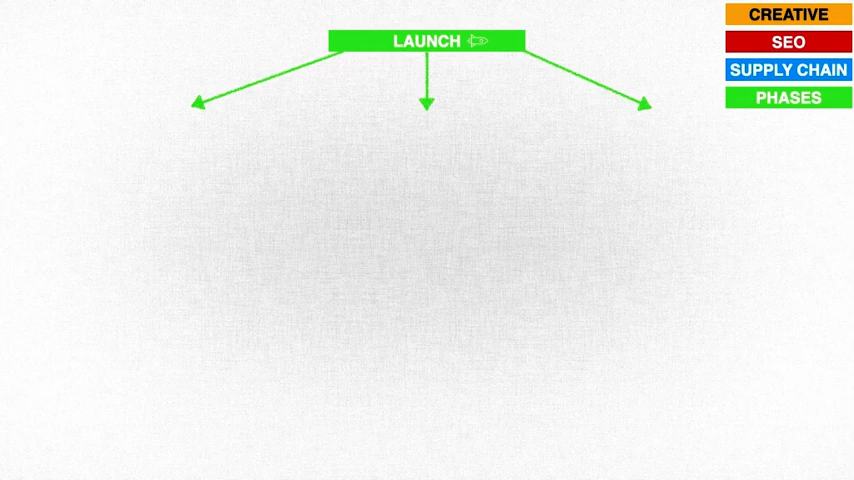 LAUNCH
CREATIVE
SEO
SUPPLY CHAIN
PHASES